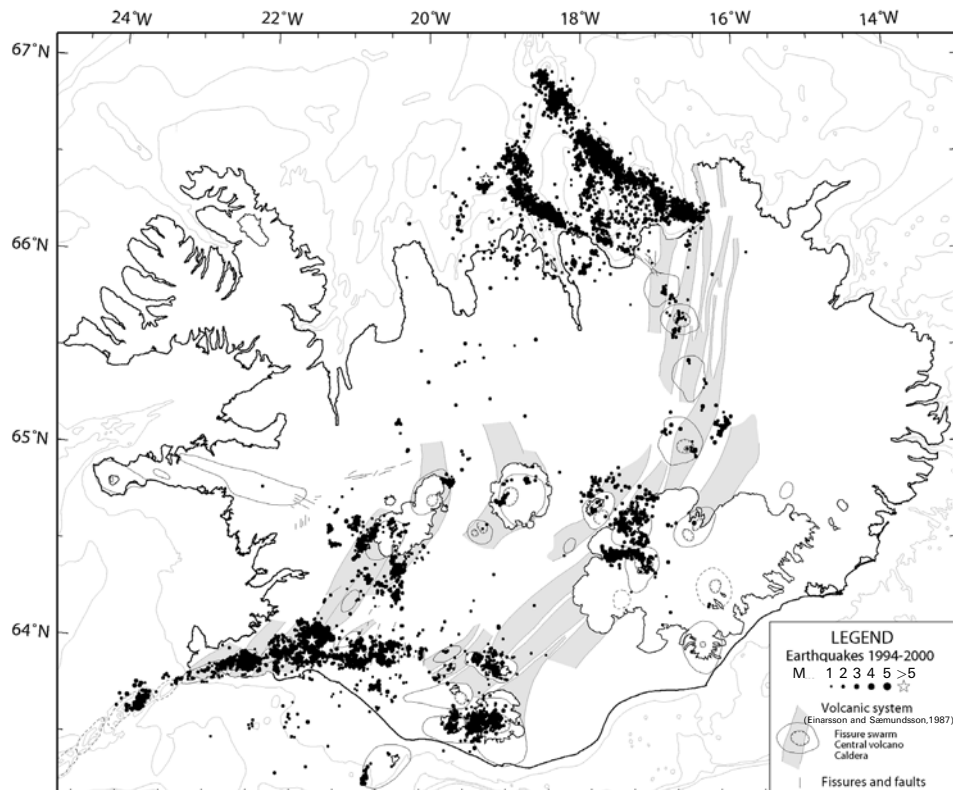 24°W 22°W 20°W 18°W 16°W 14°W
67°N
66°N
65°N
64°N
LEGEND
Earthquakes 1994-2000
M... 1 2 3 4 5 >5
Volcanic system
(Einarsson and Sæmundsson,1987)
Fissure swarm
Central volcano
Caldera
Fissures and faults